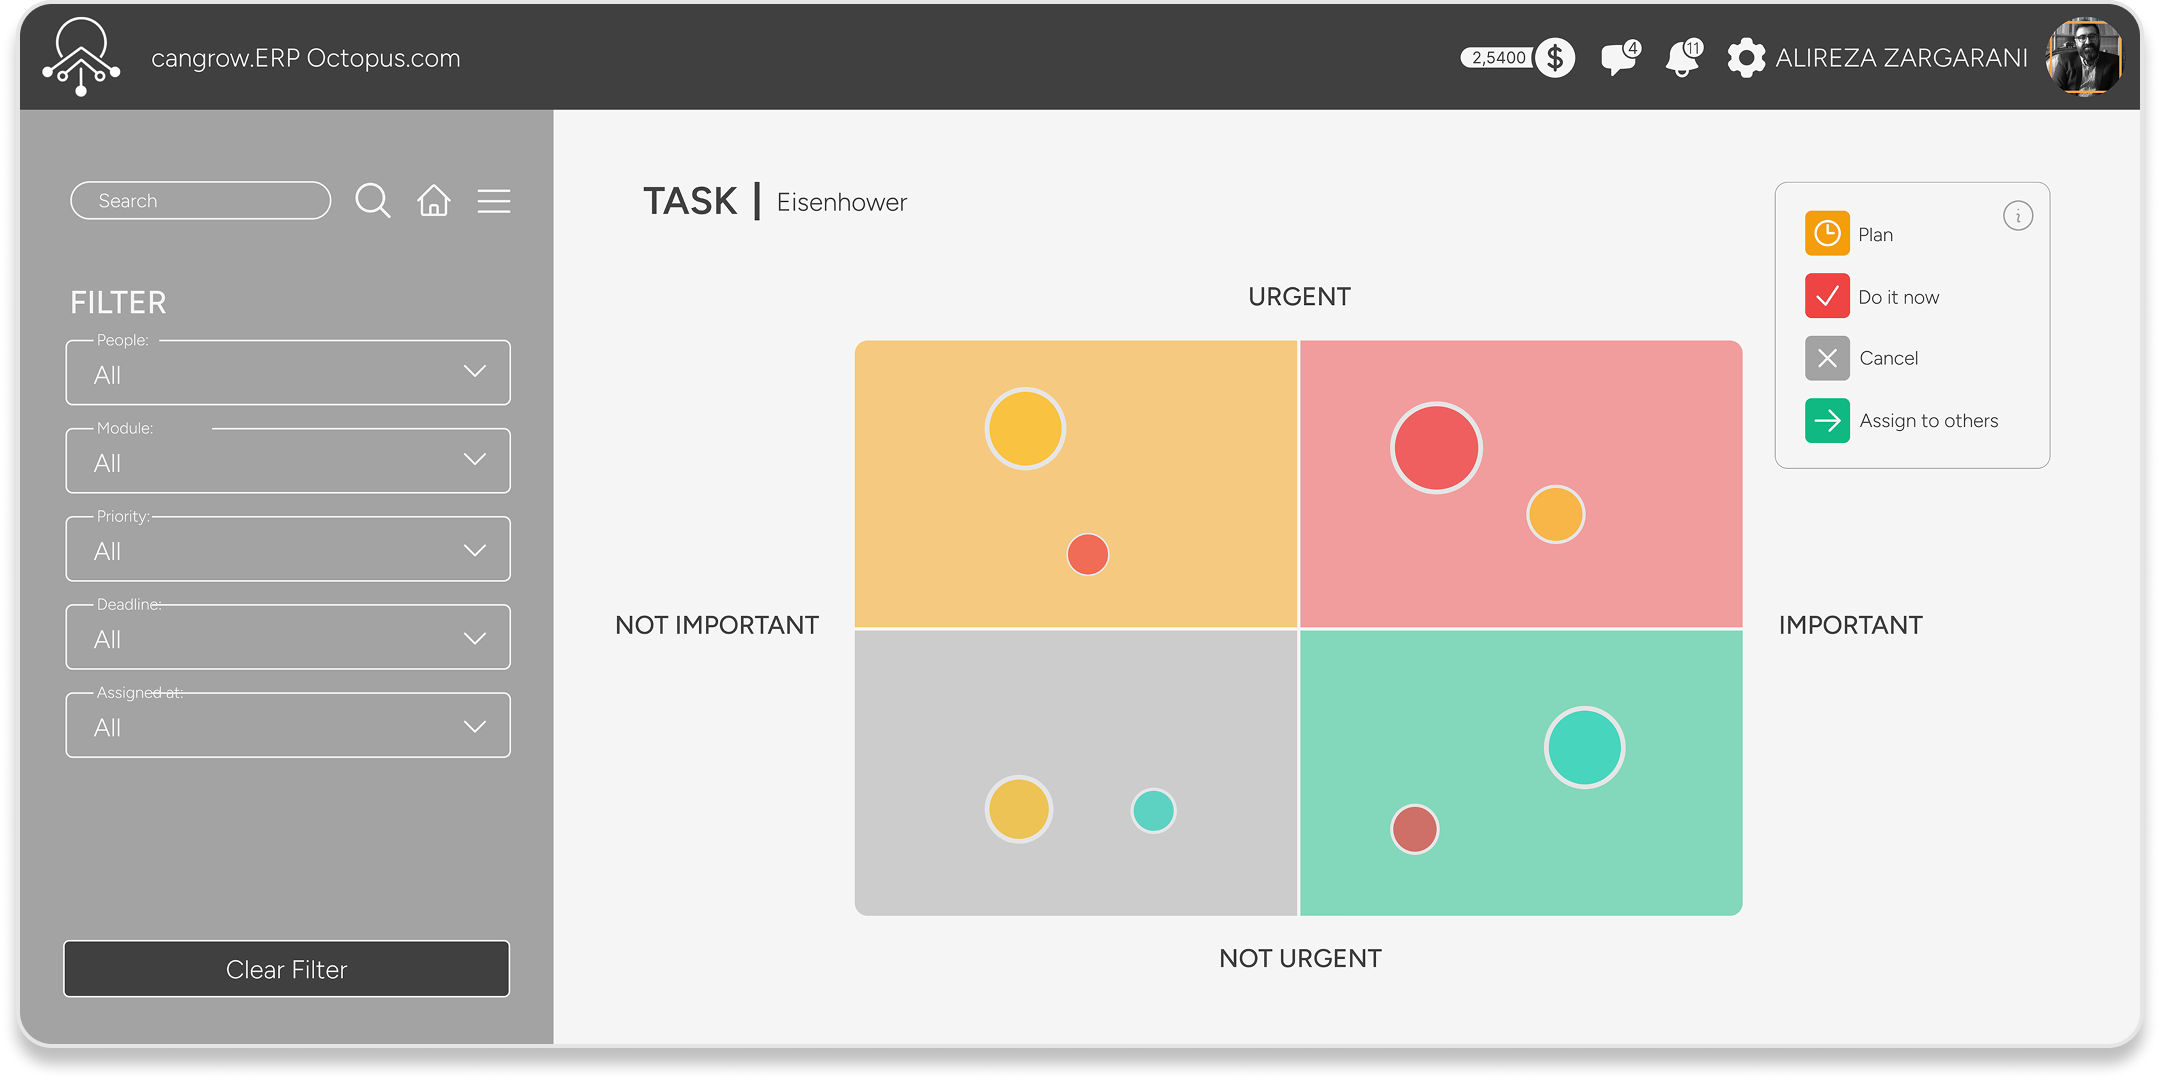 cangrow.ERP Octopus.com
2,5400
$
4
11
ALIREZA ZARGARANI
Search
FILTER
People:
All
Module:
All
Priority:
All
Deadline:
All
Assigned at:
All
Clear Filter
TASK | Eisenhower
URGENT
NOT IMPORTANT
IMPORTANT
NOT URGENT
i
Plan
Do it now
Cancel
Assign to others